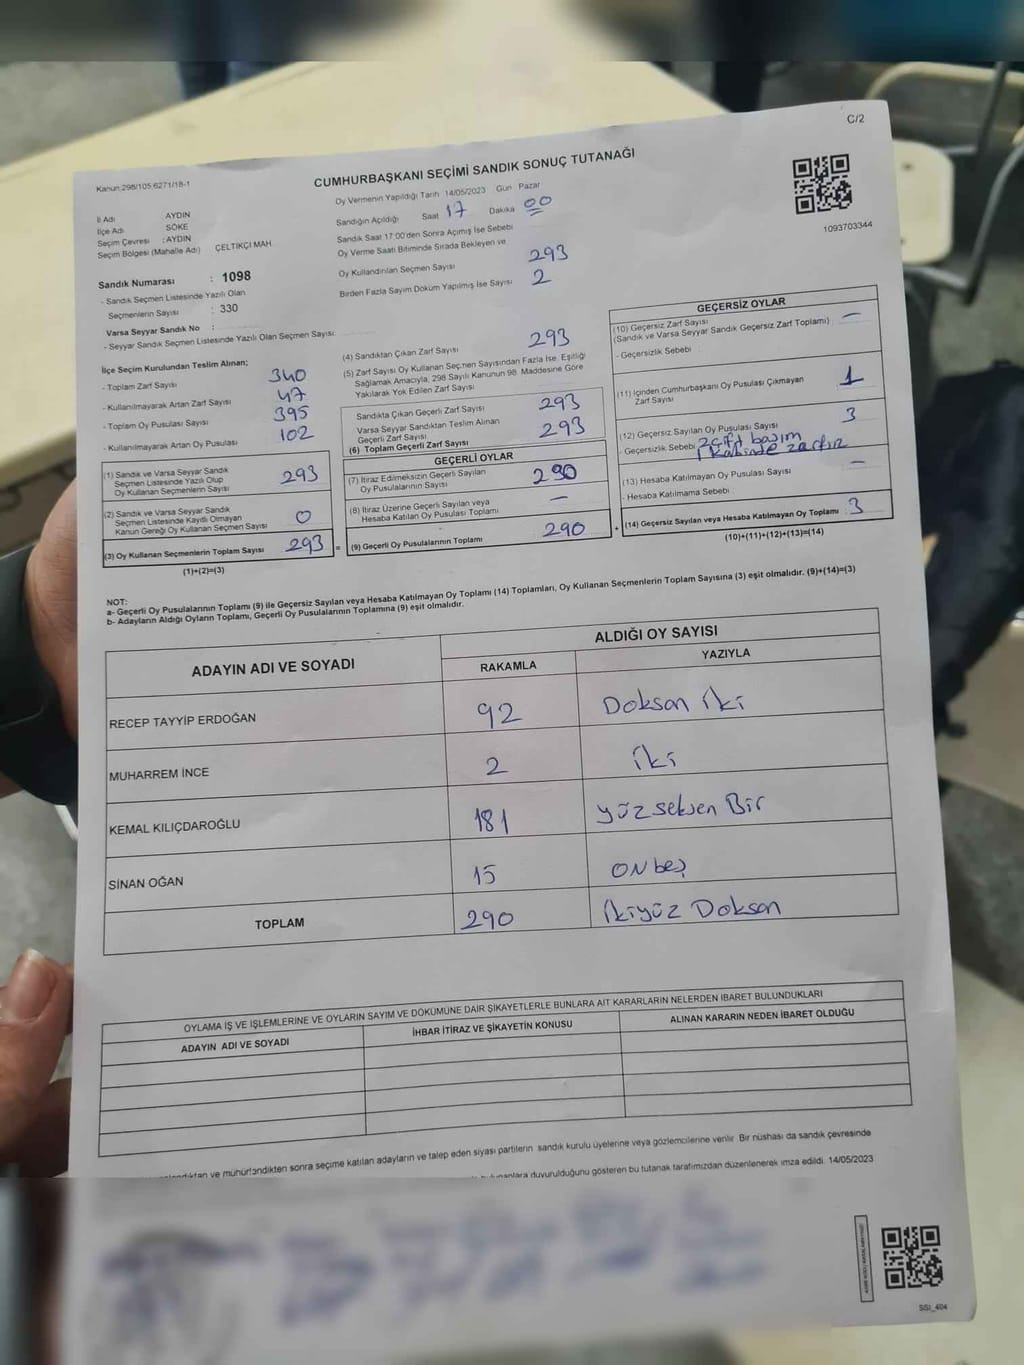 C/2
Kanun:298/105,6271/18-1
CUMHURBAŞKANI SEÇİMİ SANDIK SONUÇ TUTANAĞI
1093703344
İl Adı AYDIN
İlçe Adı SÖKE
Seçim Çevresi : AYDIN
Seçim Bölgesi (Mahalle Adı) ÇELTİKÇİ MAH
Sandık Numarası : 1098
- Sandık Seçmen Listesinde Yazılı Olan
Seçmenlerin Sayısı : 330
Varsa Seyyar Sandık No :
- Seyyar Sandık Seçmen Listesinde Yazılı Olan Seçmen Sayısı:
Oy Vermenin Yapıldığı Tarih 14/05/2023 Gün Pazar
Sandığın Açıldığı Saat 17 Dakika 00
Sandık Saat 17:00'den Sonra Açımış İse Sebebi
Oy Verme Saati Bitiminde Sırada Bekleyen ve
Oy Kullandırılan Seçmen Sayısı 293
Birden Fazla Sayım Döküm Yapılmış İse Sayısı 2
İlçe Seçim Kurulundan Teslim Alınan;
- Toplam Zarf Sayısı 340
- Kullanılmayarak Artan Zarf Sayısı 47
- Toplam Oy Pusulası Sayısı 395
- Kullanılmayarak Artan Oy Pusulası 102
(1) Sandık ve Varsa Seyyar Sandık
Seçmen Listesinde Yazılı Olup
Oy Kullanan Seçmenlerin Sayısı 293
(2) Sandık ve Varsa Seyyar Sandık
Seçmen Listesinde Kayıtlı Olmayan
Kanun Gereği Oy Kullanan Seçmen Sayısı 0
(3) Oy Kullanan Seçmenlerin Toplam Sayısı 293 =
(1)+(2)=(3)
(4) Sandıktan Çıkan Zarf Sayısı 293
(5) Zarf Sayısı Oy Kullanan Seçmen Sayısından Fazla İse, Eşitliği
Sağlamak Amacıyla, 298 Sayılı Kanunun 98. Maddesine Göre
Yakılarak Yok Edilen Zarf Sayısı
Sandıkta Çıkan Geçerli Zarf Sayısı 293
Varsa Seyyar Sandıktan Teslim Alınan
Geçerli Zarf Sayısı
(6) Toplam Geçerli Zarf Sayısı 293
GEÇERLİ OYLAR
(7) İtiraz Edilmeksizin Geçerli Sayılan
Oy Pusulalarının Sayısı 290
(8) İtiraz Üzerine Geçerli Sayılan veya
Hesaba Katılan Oy Pusulası Toplamı —
(9) Geçerli Oy Pusulalarının Toplamı 290 +
GEÇERSİZ OYLAR
(10) Geçersiz Zarf Sayısı
(Sandık ve Varsa Seyyar Sandık Geçersiz Zarf Toplamı) —
- Geçersizlik Sebebi
(11) İçinden Cumhurbaşkanı Oy Pusulası Çıkmayan
Zarf Sayısı 1
(12) Geçersiz Sayılan Oy Pusulası Sayısı 3
- Geçersizlik Sebebi 2 çift basım
1 Kabinde zarfsız
(13) Hesaba Katılmayan Oy Pusulası Sayısı —
- Hesaba Katılmama Sebebi
(14) Geçersiz Sayılan veya Hesaba Katılmayan Oy Toplamı 3
(10)+(11)+(12)+(13)=(14)
NOT:
a- Geçerli Oy Pusulalarının Toplamı (9) ile Geçersiz Sayılan veya Hesaba Katılmayan Oy Toplamı (14) Toplamları, Oy Kullanan Seçmenlerin Toplam Sayısına (3) eşit olmalıdır. (9)+(14)=(3)
b- Adayların Aldığı Oyların Toplamı, Geçerli Oy Pusulalarının Toplamına (9) eşit olmalıdır.
ADAYIN ADI VE SOYADI
ALDIĞI OY SAYISI
RAKAMLA YAZIYLA
RECEP TAYYİP ERDOĞAN 92 Doksan iki
MUHARREM İNCE 2 iki
KEMAL KILIÇDAROĞLU 181 yüz seksen Bir
SİNAN OĞAN 15 ON beş
TOPLAM 290 İkiyüz Doksan
OYLAMA İŞ VE İŞLEMLERİNE VE OYLARIN SAYIM VE DÖKÜMÜNE DAİR ŞİKAYETLERLE BUNLARA AİT KARARLARIN NELERDEN İBARET BULUNDUKLARI
ADAYIN ADI VE SOYADI İHBAR İTİRAZ VE ŞİKAYETİN KONUSU ALINAN KARARIN NEDEN İBARET OLDUĞU
ve mühürlandikten sonra seçime katılan adayların ve talep eden siyasi partilerin sandık kurulu üyelerine veya gözlemcilerine verilir. Bir nüshası da sandık çevresinde
duyurulduğunu gösteren bu tutanak tarafımızdan düzenlenerek imza edildi. 14/05/2023
SSI_404